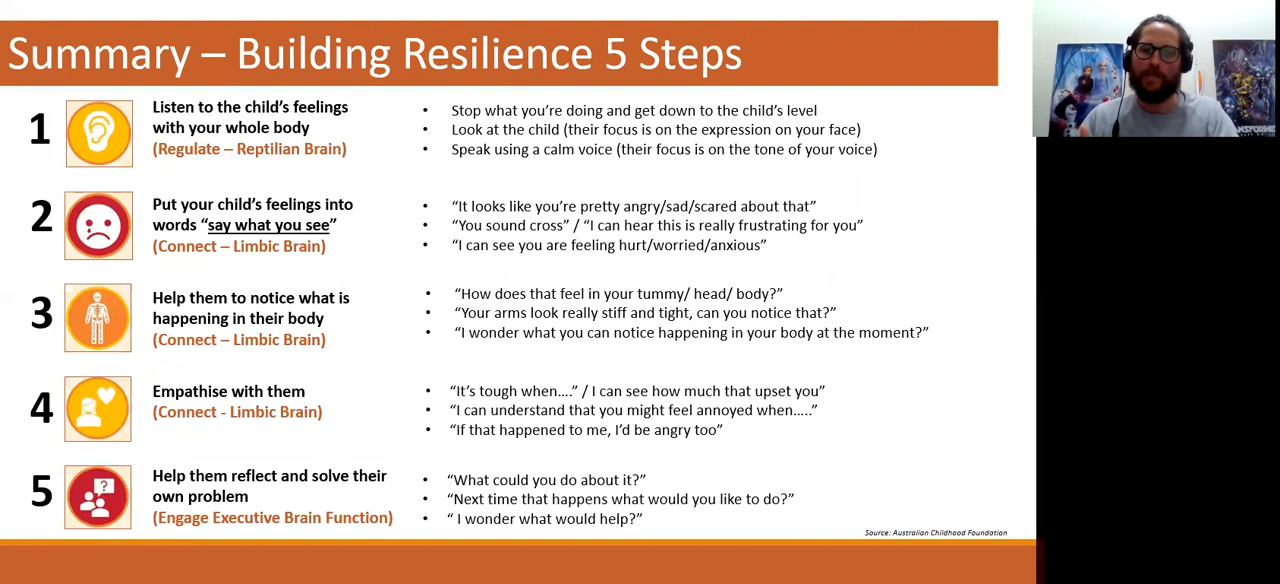 Summary – Building Resilience 5 Steps
1
Listen to the child's feelings
with your whole body
(Regulate – Reptilian Brain)
• Stop what you're doing and get down to the child's level
• Look at the child (their focus is on the expression on your face)
• Speak using a calm voice (their focus is on the tone of your voice)
2
Put your child's feelings into
words “say what you see”
(Connect – Limbic Brain)
• “It looks like you're pretty angry/sad/scared about that”
• “You sound cross” / “I can hear this is really frustrating for you”
• “I can see you are feeling hurt/worried/anxious”
3
Help them to notice what is
happening in their body
(Connect – Limbic Brain)
• “How does that feel in your tummy/ head/ body?”
• “Your arms look really stiff and tight, can you notice that?”
• “I wonder what you can notice happening in your body at the moment?”
4
Empathise with them
(Connect - Limbic Brain)
• “It's tough when....” / I can see how much that upset you”
• “I can understand that you might feel annoyed when.....”
• “If that happened to me, I'd be angry too”
5
?
Help them reflect and solve their
own problem
(Engage Executive Brain Function)
• “What could you do about it?”
• “Next time that happens what would you like to do?”
• “ I wonder what would help?”
Source: Australian Childhood Foundation